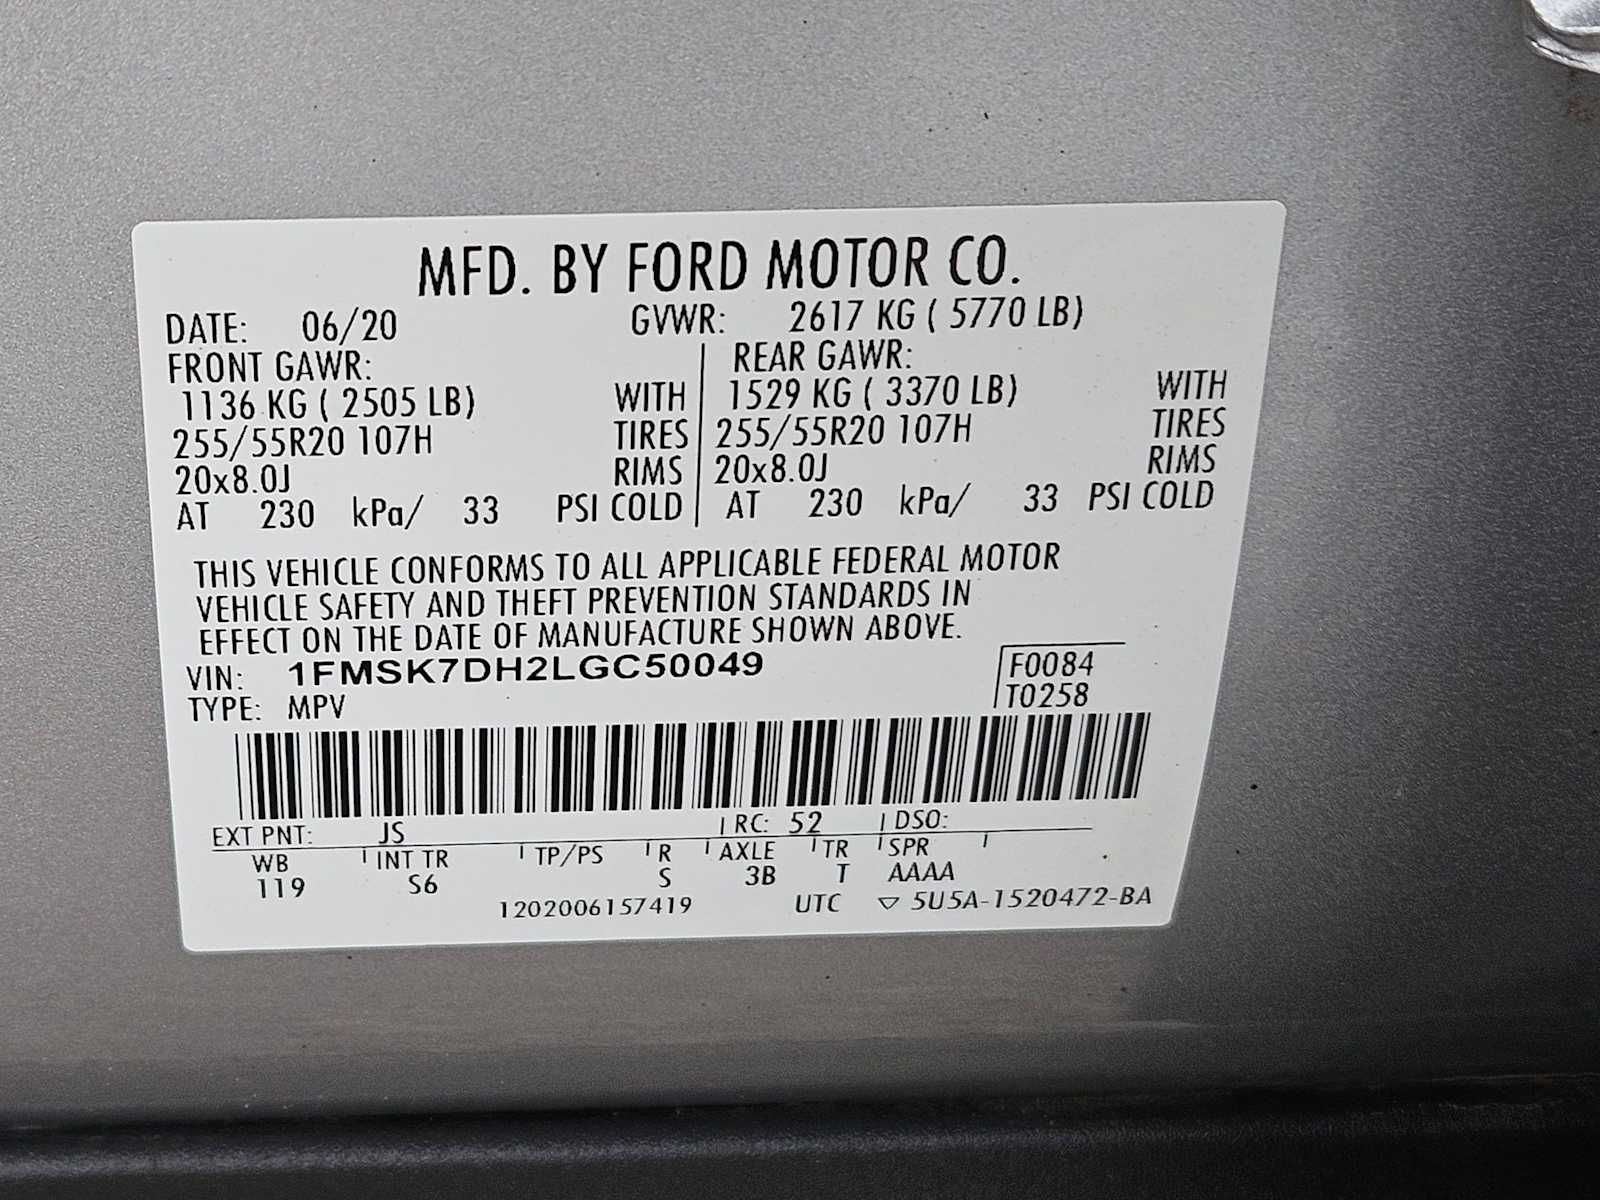 MFD. BY FORD MOTOR CO.
DATE: 06/20 GVWR: 2617 KG ( 5770 LB)
FRONT GAWR: REAR GAWR:
1136 KG ( 2505 LB) WITH 1529 KG ( 3370 LB) WITH
255/55R20 107H TIRES 255/55R20 107H TIRES
20x8.0J RIMS 20x8.0J RIMS
AT 230 kPa/ 33 PSI COLD AT 230 kPa/ 33 PSI COLD
THIS VEHICLE CONFORMS TO ALL APPLICABLE FEDERAL MOTOR
VEHICLE SAFETY AND THEFT PREVENTION STANDARDS IN
EFFECT ON THE DATE OF MANUFACTURE SHOWN ABOVE.
VIN: 1FMSK7DH2LGC50049 F0084
TYPE: MPV T0258
EXT PNT: JS RC: 52 DSO:
WB INT TR TP/PS R AXLE TR SPR
119 S6 S 3B T AAAA
1202006157419 UTC ▽ 5U5A-1520472-BA